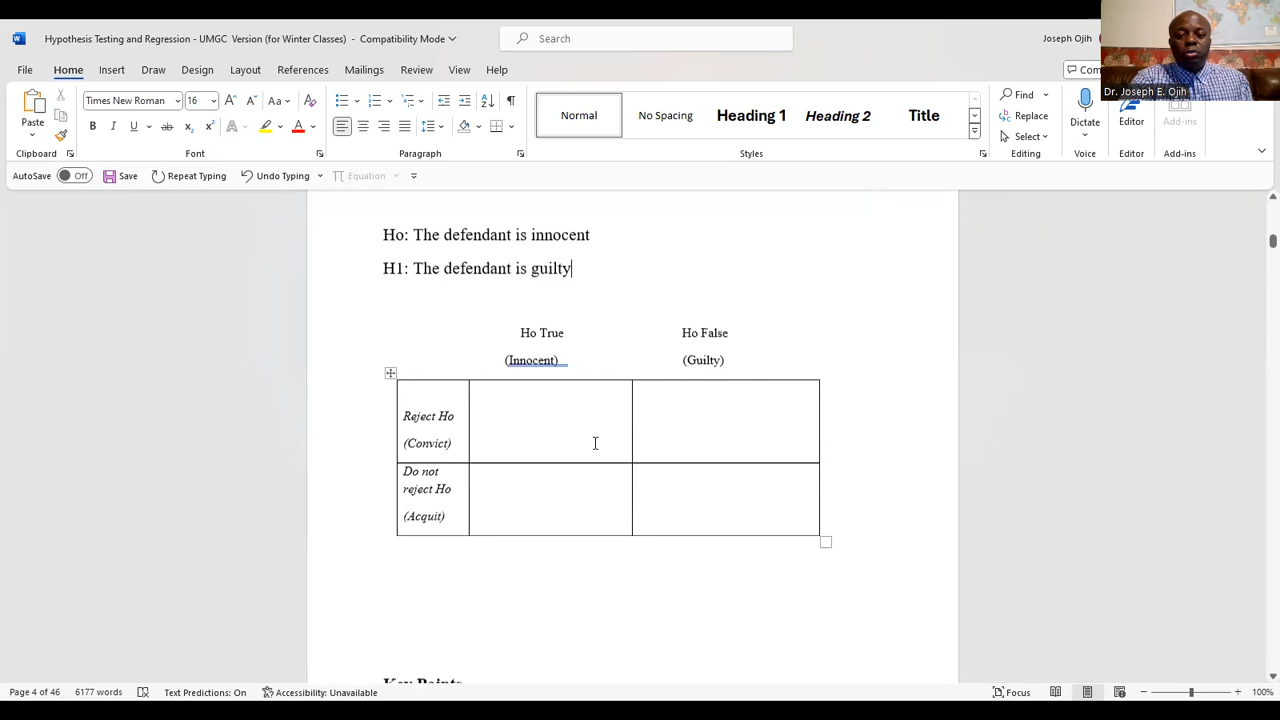 Hypothesis Testing and Regression - UMGC Version (for Winter Classes) - Compatibility Mode
Search
Joseph Ojih
File Home Insert Draw Design Layout References Mailings Review View Help
Com
Dr. Joseph E. Ojih
Times New Roman 16
Paste
Normal
No Spacing
Heading 1
Heading 2
Title
Find
Replace
Select
Dictate
Editor
Add-ins
Clipboard Font Paragraph Styles Editing Voice Editor Add-ins
AutoSave Off Save Repeat Typing Undo Typing Equation
Ho: The defendant is innocent
H1: The defendant is guilty
Ho True Ho False
(Innocent) (Guilty)
Reject Ho
(Convict)
Do not
reject Ho
(Acquit)
Key Points
Page 4 of 46 6177 words Text Predictions: On Accessibility: Unavailable Focus 100%